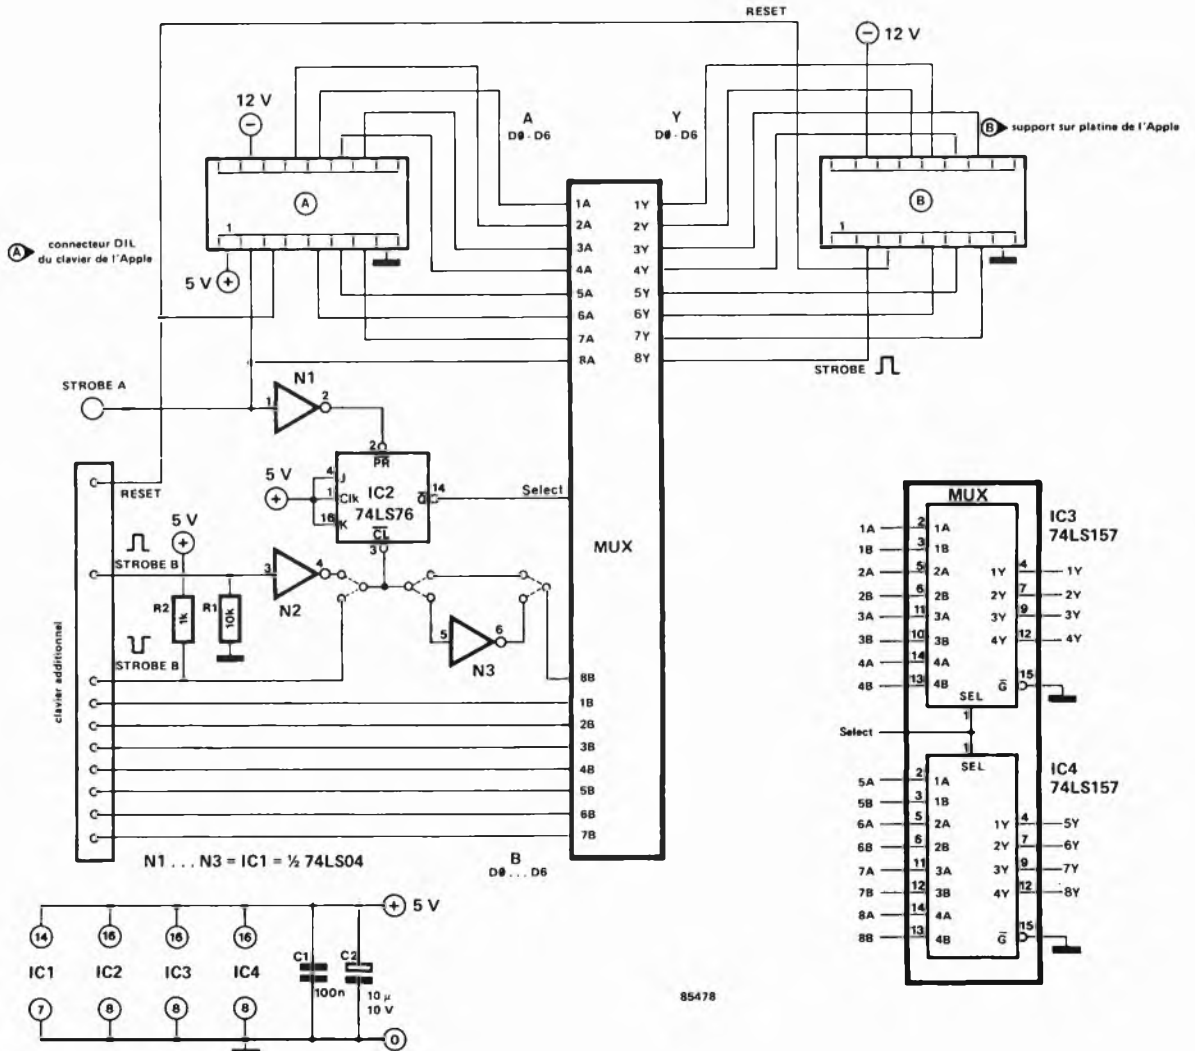 RESET
12 V
12 V
A
D0 - D6
Y
D0 - D6
B support sur platine de l'Apple
A
B
1
1
A connecteur DIL
du clavier de l'Apple
5 V
1A 1Y
2A 2Y
3A 3Y
4A 4Y
5A 5Y
6A 6Y
7A 7Y
8A 8Y
STROBE
STROBE A
N1
1 2
2
PR
5 V
4 J
1 Clk
16 K
IC2
74LS76
Q 14
CL
3
Select
MUX
RESET
5 V
STROBE B
3 4
N2
R2
1k
R1
10k
STROBE B
5 6
N3
clavier additionnel
8B
1B
2B
3B
4B
5B
6B
7B
N1 . . . N3 = IC1 = ½ 74LS04
B
D0 . . . D6
MUX
IC3
74LS157
1A 2 1A
1B 3 1B
2A 5 2A 1Y 4 1Y
2B 6 2B 2Y 7 2Y
3A 11 3A 3Y 9 3Y
3B 10 3B 4Y 12 4Y
4A 14 4A
4B 13 4B G 15
SEL
1
Select
1
SEL
IC4
74LS157
5A 2 1A
5B 3 1B
6A 5 2A 1Y 4 5Y
6B 6 2B 2Y 7 6Y
7A 11 3A 3Y 9 7Y
7B 12 3B 4Y 12 8Y
8A 14 4A
8B 13 4B G 15
5 V
14 16 16 16
IC1 IC2 IC3 IC4
7 8 8 8
C1
100n
C2
10 µ
10 V
0
85478